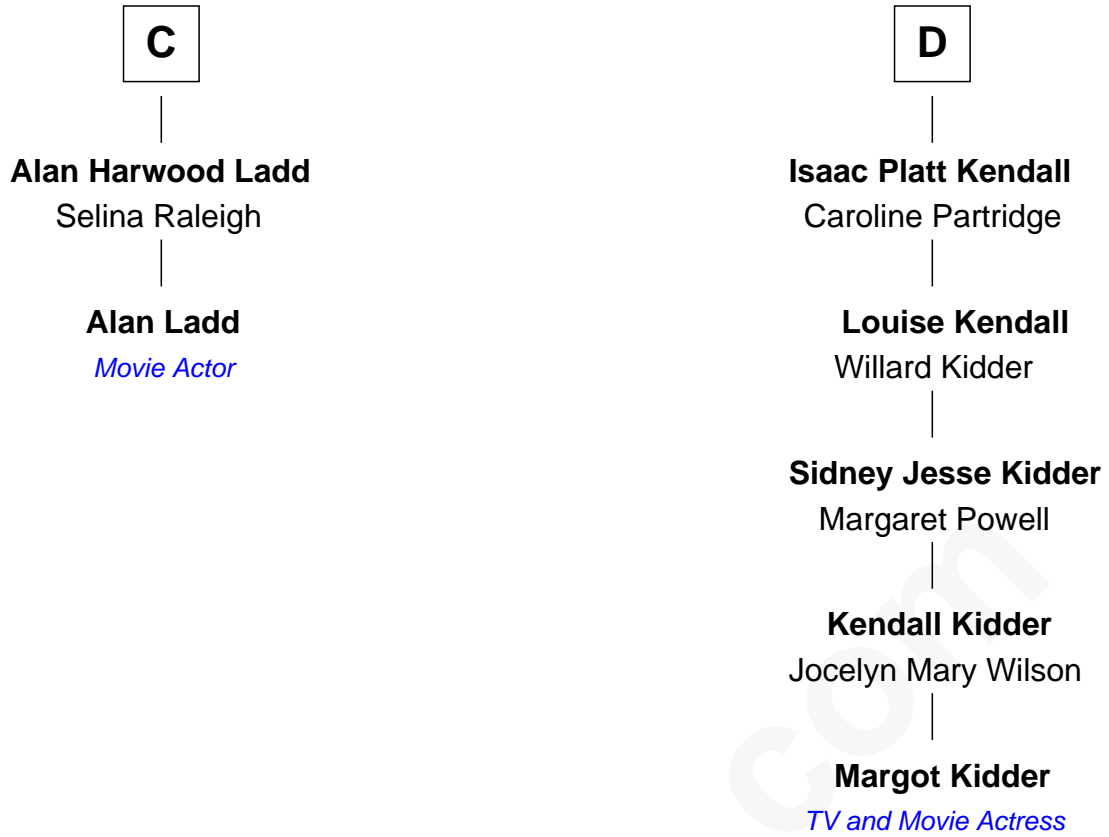 C
Alan Harwood Ladd
Selina Raleigh
Alan Ladd
Movie Actor
D
Isaac Platt Kendall
Caroline Partridge
Louise Kendall
Willard Kidder
Sidney Jesse Kidder
Margaret Powell
Kendall Kidder
Jocelyn Mary Wilson
Margot Kidder
TV and Movie Actress
com